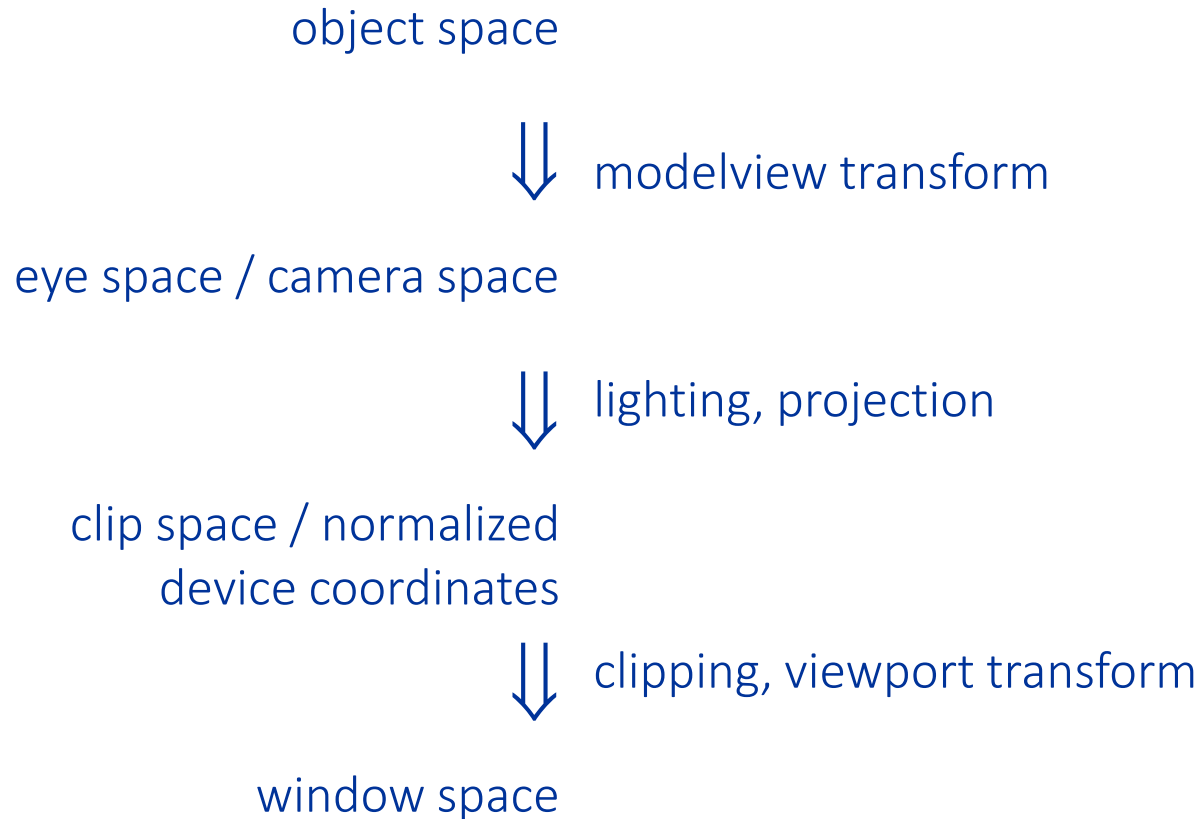 object space
modelview transform
eye space / camera space
lighting, projection
clip space / normalized
device coordinates
clipping, viewport transform
window space